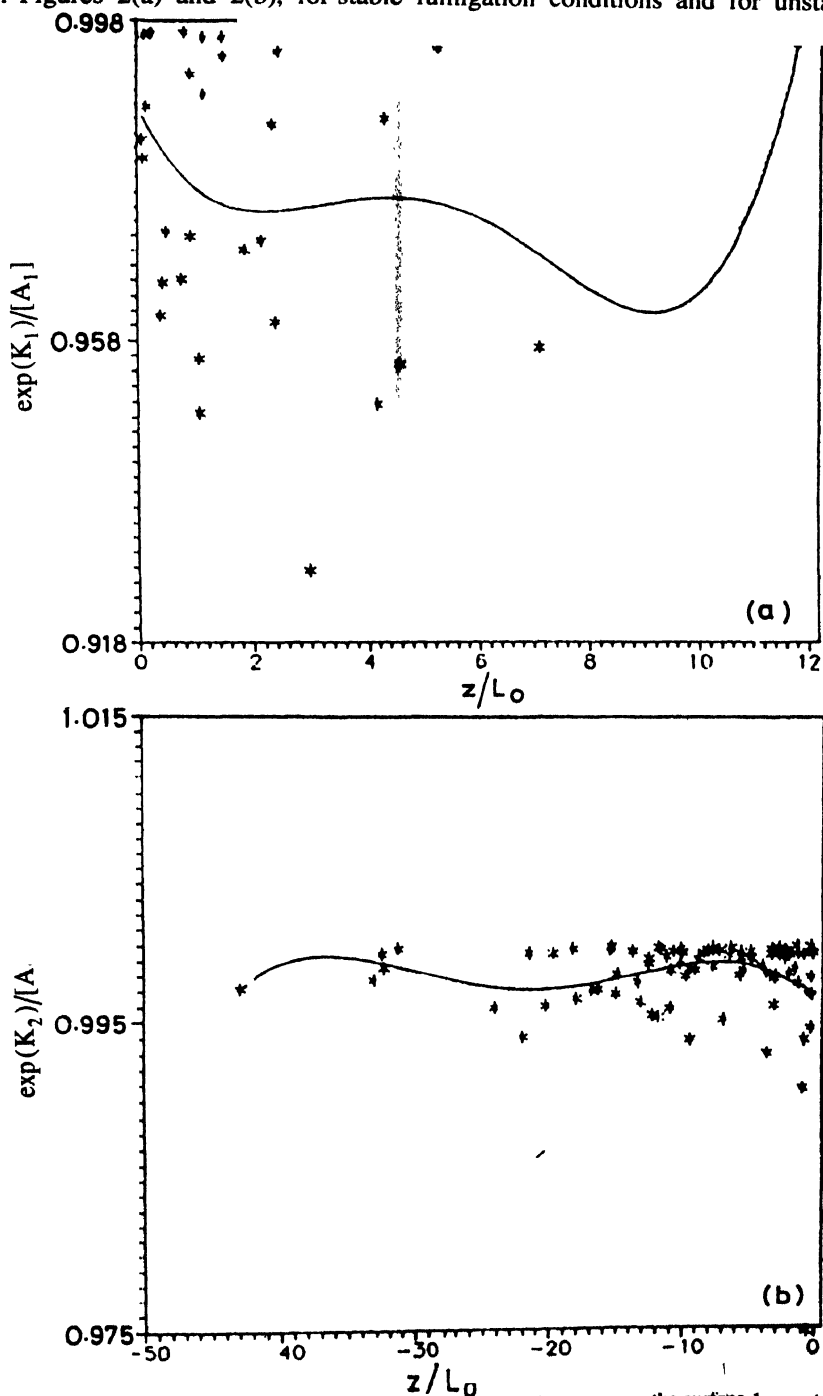 Figures 2(a) and 2(b), for stable fumigation conditions and for unsta
0.998
0.958
0.918
exp(K1)/[A1]
(a)
0 2 4 6 8 10 12
z/L0
1.015
0.995
0.975
exp(K2)/[A
(b)
-50 40 -30 -20 -10 0
z/L0